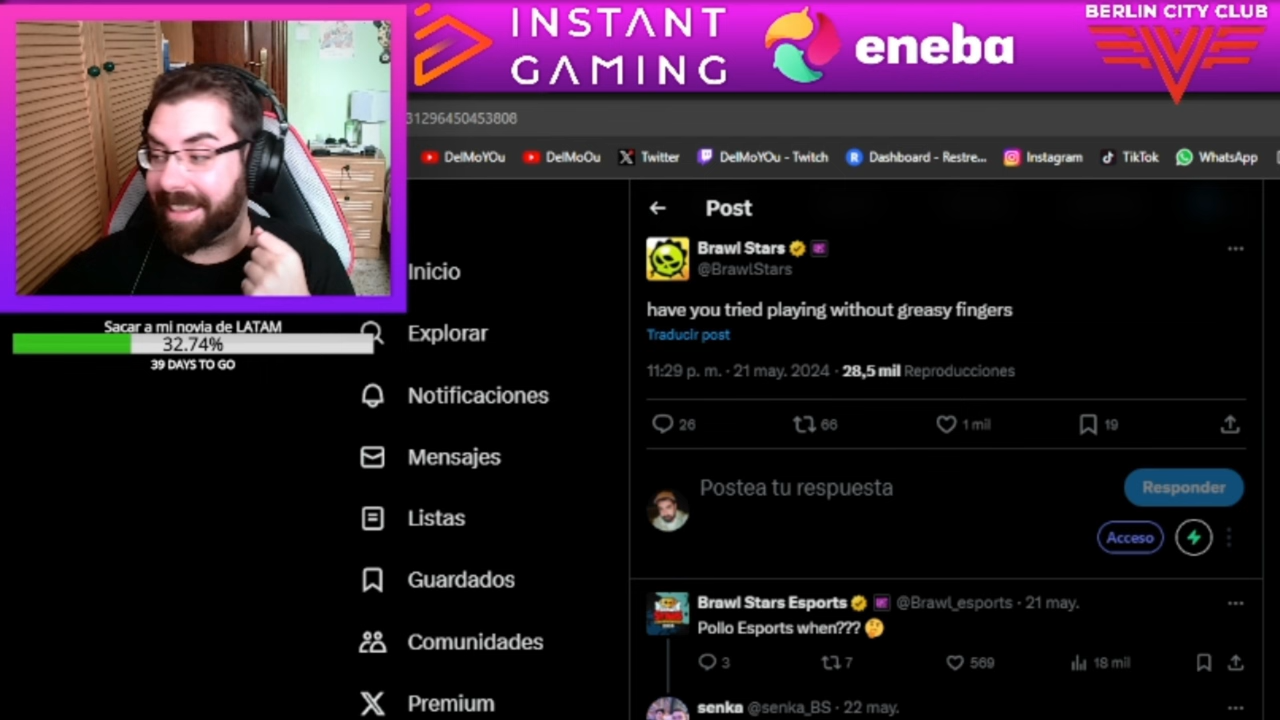 INSTANT
GAMING
eneba
BERLIN CITY CLUB
31296450453808
DelMoYOu
DelMoOu
Twitter
DelMoYOu - Twitch
Dashboard - Restre...
Instagram
TikTok
WhatsApp
Post
Brawl Stars
@BrawlStars
have you tried playing without greasy fingers
Traducir post
11:29 p. m. · 21 may. 2024 · 28,5 mil Reproducciones
26
66
1 mil
19
Postea tu respuesta
Responder
Acceso
Brawl Stars Esports @Brawl_esports · 21 may.
Pollo Esports when???
3
7
569
18 mil
senka @senka_BS · 22 may.
Inicio
Explorar
Notificaciones
Mensajes
Listas
Guardados
Comunidades
Premium
Sacar a mi novia de LATAM
32.74%
39 DAYS TO GO